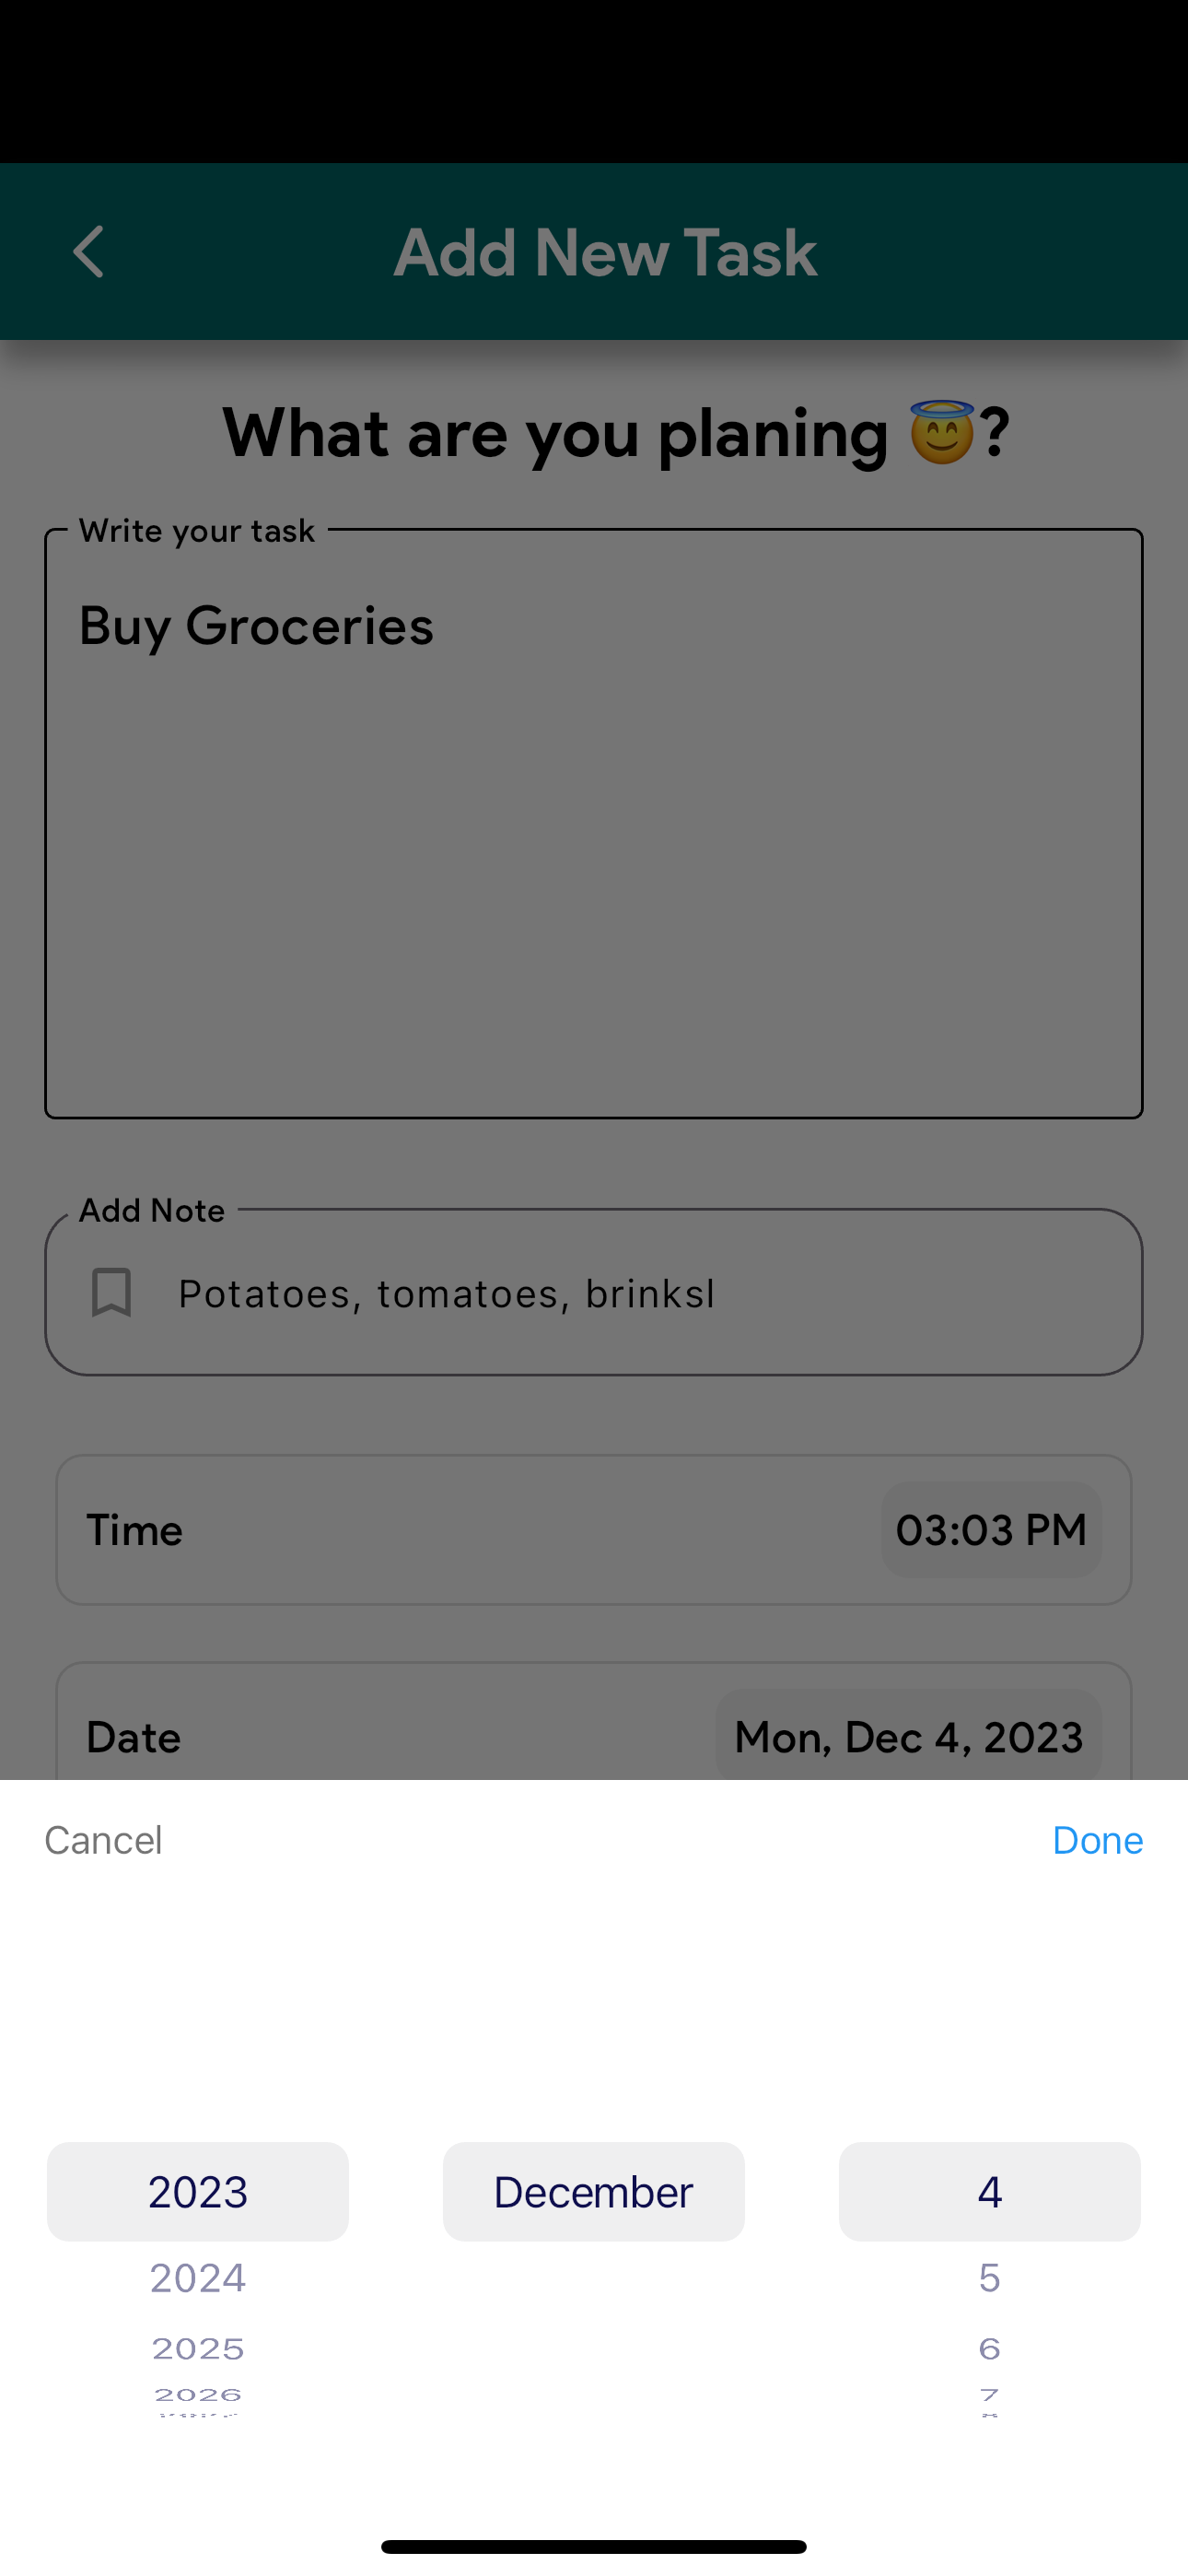 Add New Task
What are you planing 😇?
Write your task
Buy Groceries
Add Note
Potatoes, tomatoes, brinksl
Time
03:03 PM
Date
Mon, Dec 4, 2023
Cancel
Done
2023 December 4
2024 5
2025 6
2026 7